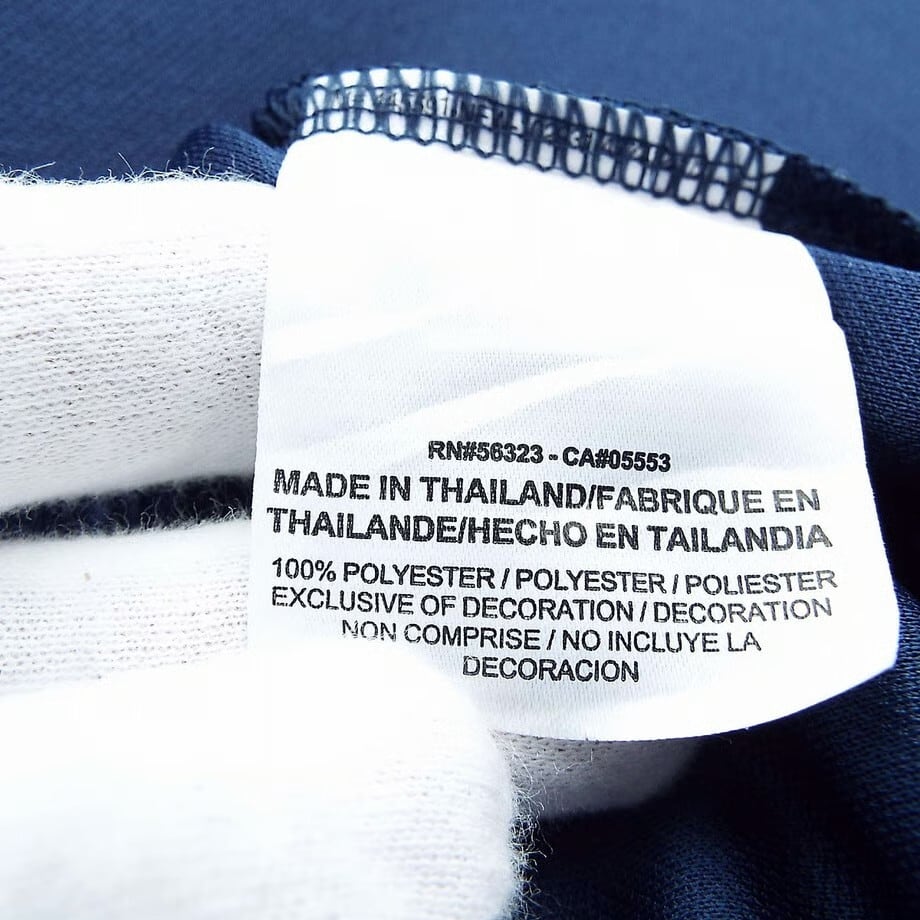 RN#56323 - CA#05553
MADE IN THAILAND/FABRIQUE EN
THAILANDE/HECHO EN TAILANDIA
100% POLYESTER / POLYESTER / POLIESTER
EXCLUSIVE OF DECORATION / DECORATION
NON COMPRISE / NO INCLUYE LA
DECORACION